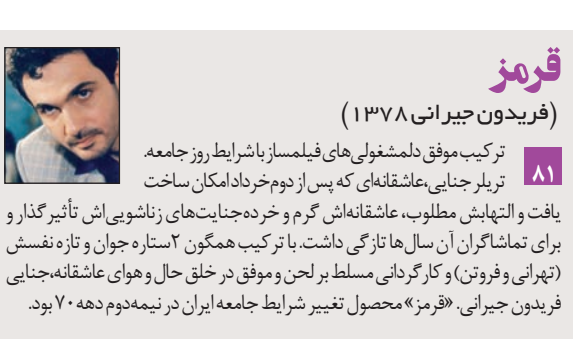 قرمز
(فریدون جیرانی ۱۳۷۸)
۸۱
ترکیب موفق دلمشغولی‌های فیلمساز با شرایط روز جامعه.
تریلر جنایی،عاشقانه‌ای که پس از دوم خرداد امکان ساخت
یافت و التهابش مطلوب، عاشقانه‌اش گرم و خرده‌جنایت‌های زناشویی‌اش تأثیرگذار و
برای تماشاگران آن سال‌ها تازگی داشت. با ترکیب همگون ۲ستاره جوان و تازه نفسش
(تهرانی و فروتن) و کارگردانی مسلط بر لحن و موفق در خلق حال و هوای عاشقانه،جنایی
فریدون جیرانی. «قرمز» محصول تغییر شرایط جامعه ایران در نیمه‌دوم دهه ۷۰ بود.